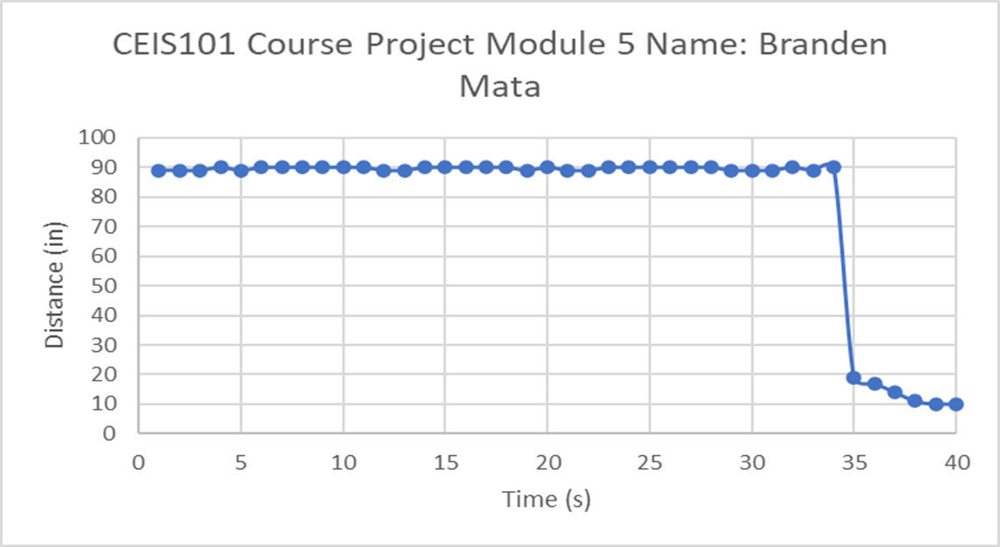 CEIS101 Course Project Module 5 Name: Branden
Mata
100
90
80
70
60
50
40
30
20
10
0
Distance (in)
0 5 10 15 20 25 30 35 40
Time (s)